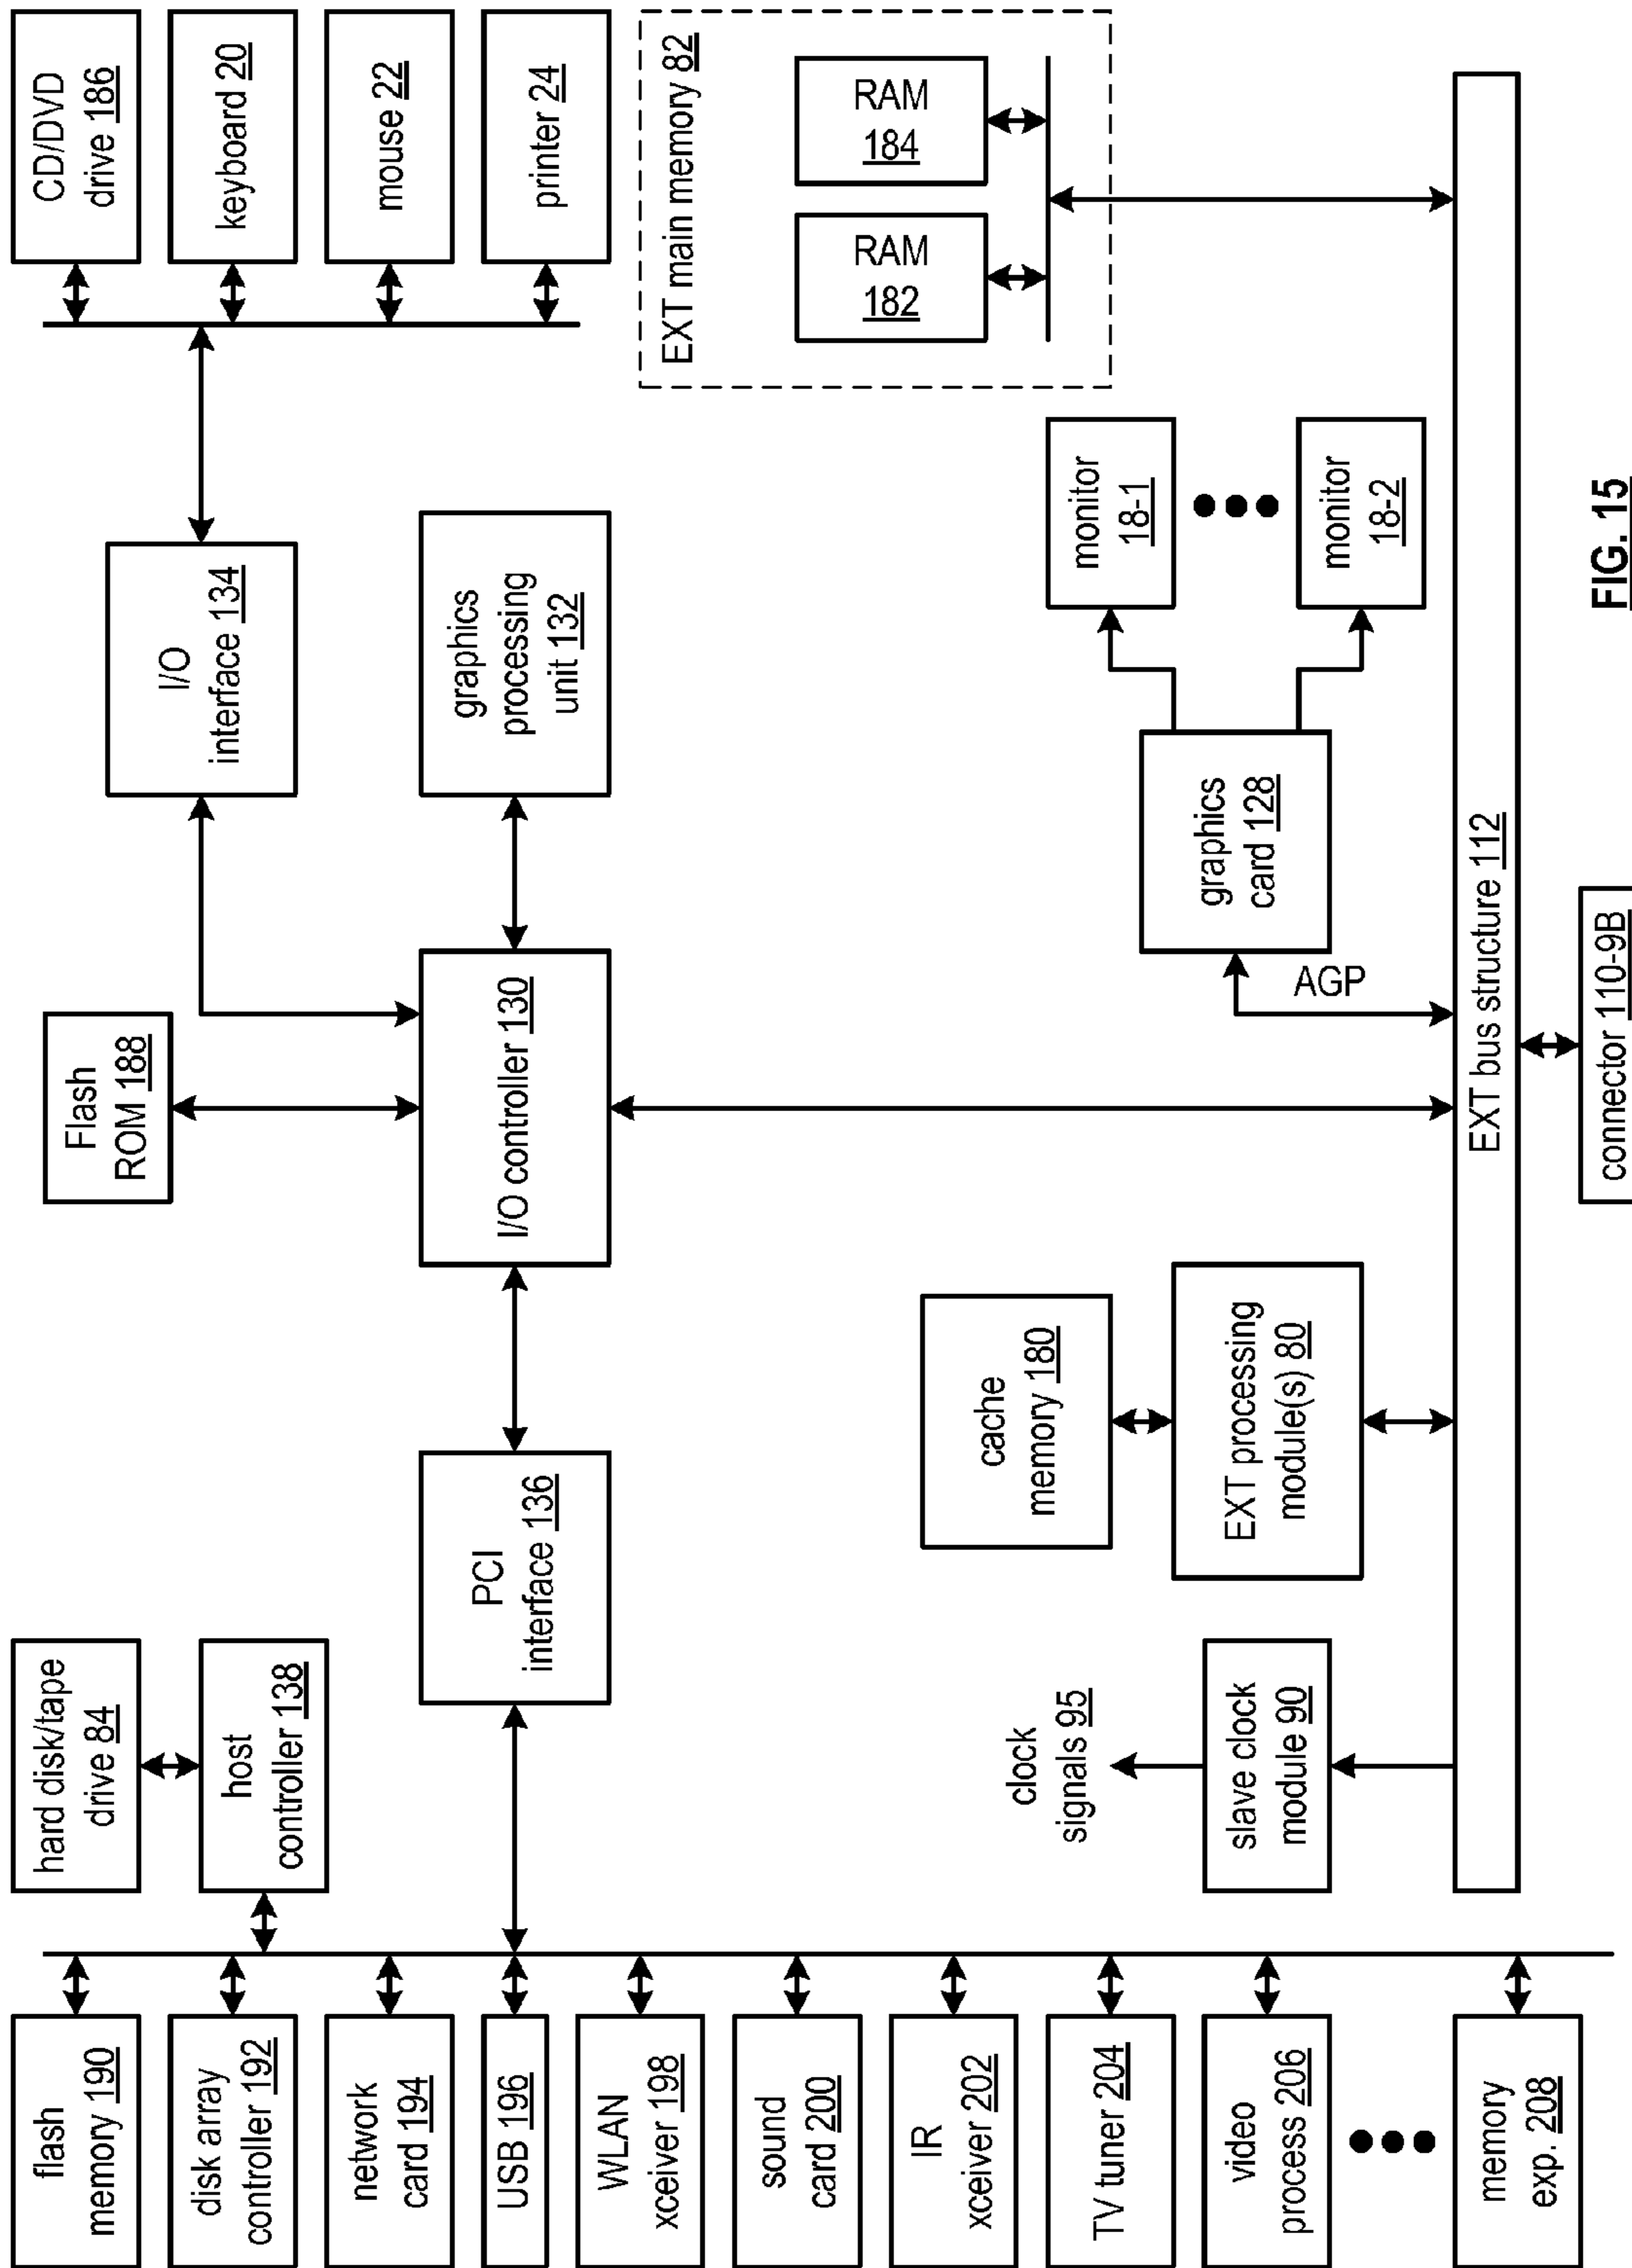 flash
memory 190
disk array
controller 192
network
card 194
USB 196
WLAN
xceiver 198
sound
card 200
IR
xceiver 202
TV tuner 204
video
process 206
memory
exp. 208
hard disk/tape
drive 84
host
controller 138
PCI
interface 136
clock
signals 95
slave clock
module 90
cache
memory 180
EXT processing
module(s) 80
Flash
ROM 188
I/O controller 130
I/O
interface 134
graphics
processing
unit 132
graphics
card 128
AGP
monitor
18-1
monitor
18-2
CD/DVD
drive 186
keyboard 20
mouse 22
printer 24
EXT main memory 82
RAM
182
RAM
184
EXT bus structure 112
connector 110-9B
FIG. 15